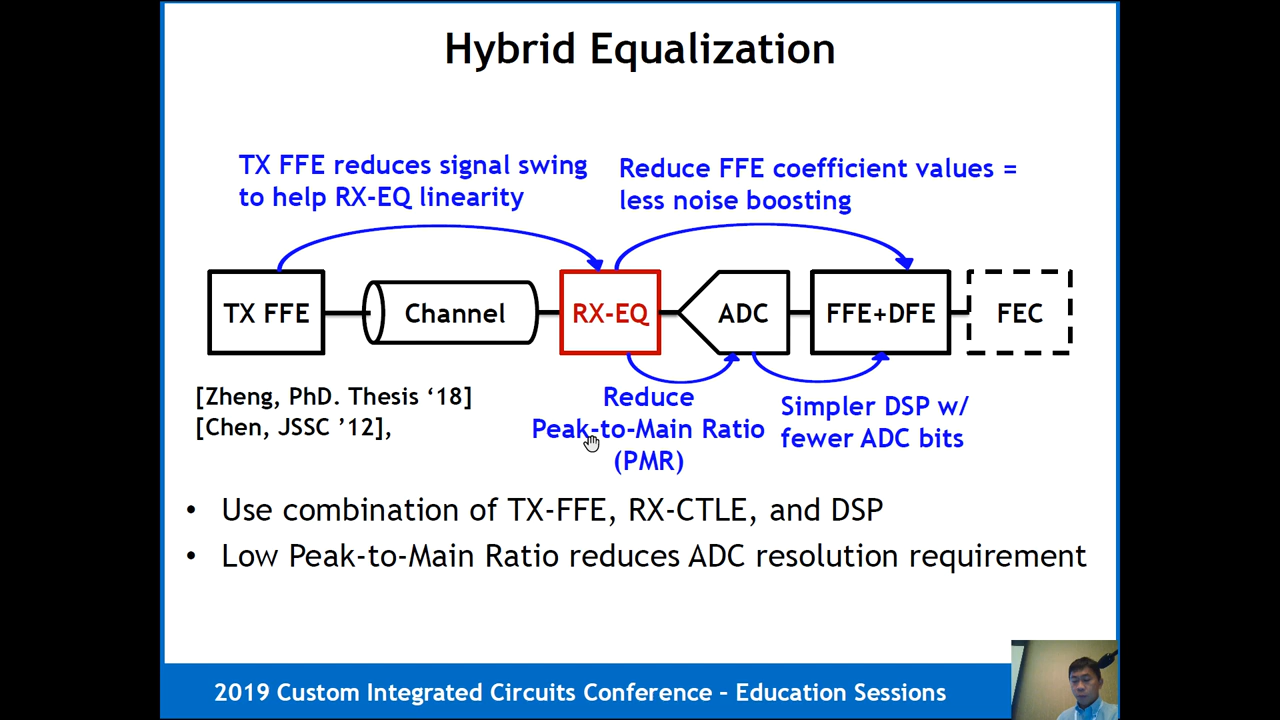 Hybrid Equalization
TX FFE reduces signal swing
to help RX-EQ linearity
Reduce FFE coefficient values =
less noise boosting
TX FFE
Channel
RX-EQ
ADC
FFE+DFE
FEC
[Zheng, PhD. Thesis ‘18]
[Chen, JSSC ’12],
Reduce
Peak-to-Main Ratio
(PMR)
Simpler DSP w/
fewer ADC bits
• Use combination of TX-FFE, RX-CTLE, and DSP
• Low Peak-to-Main Ratio reduces ADC resolution requirement
2019 Custom Integrated Circuits Conference – Education Sessions